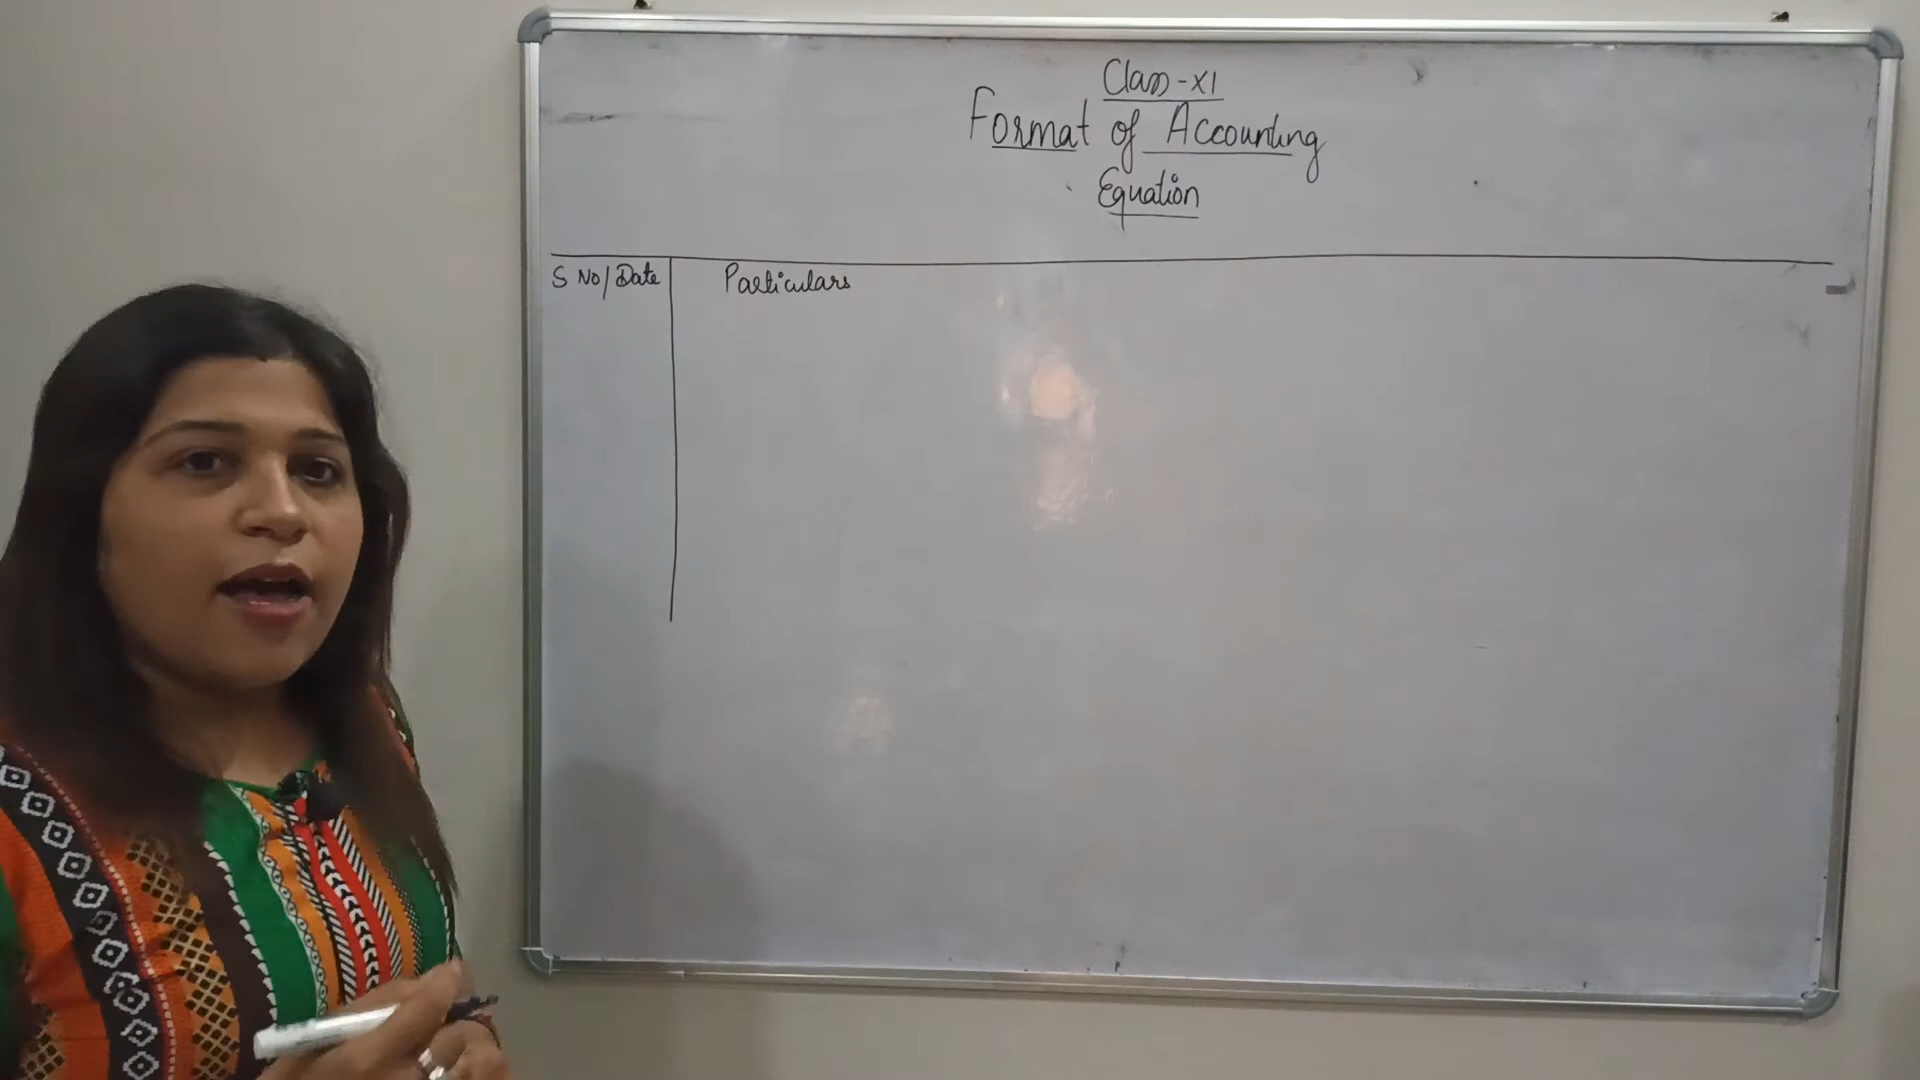 Class-XI
Format of Accounting
Equation
S No/Date Particulars